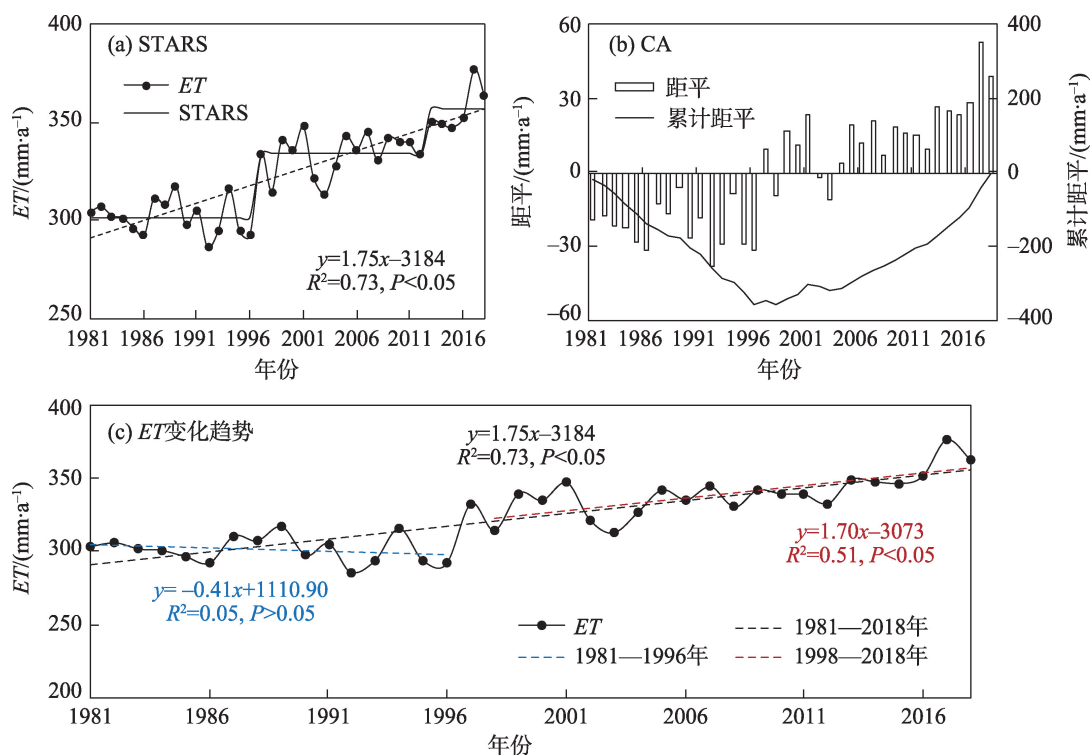 (a) STARS
ET
STARS
y=1.75x–3184
R²=0.73, P<0.05
400
350
300
250
ET/(mm·a⁻¹)
1981 1986 1991 1996 2001 2006 2011 2016
年份
(b) CA
距平
累计距平
60
30
0
–30
–60
距平/(mm·a⁻¹)
400
200
0
–200
–400
累计距平/(mm·a⁻¹)
1981 1986 1991 1996 2001 2006 2011 2016
年份
(c) ET变化趋势
y=1.75x–3184
R²=0.73, P<0.05
y=1.70x–3073
R²=0.51, P<0.05
y= –0.41x+1110.90
R²=0.05, P>0.05
ET
1981—2018年
1981—1996年
1998—2018年
400
350
300
250
200
ET/(mm·a⁻¹)
1981 1986 1991 1996 2001 2006 2011 2016
年份